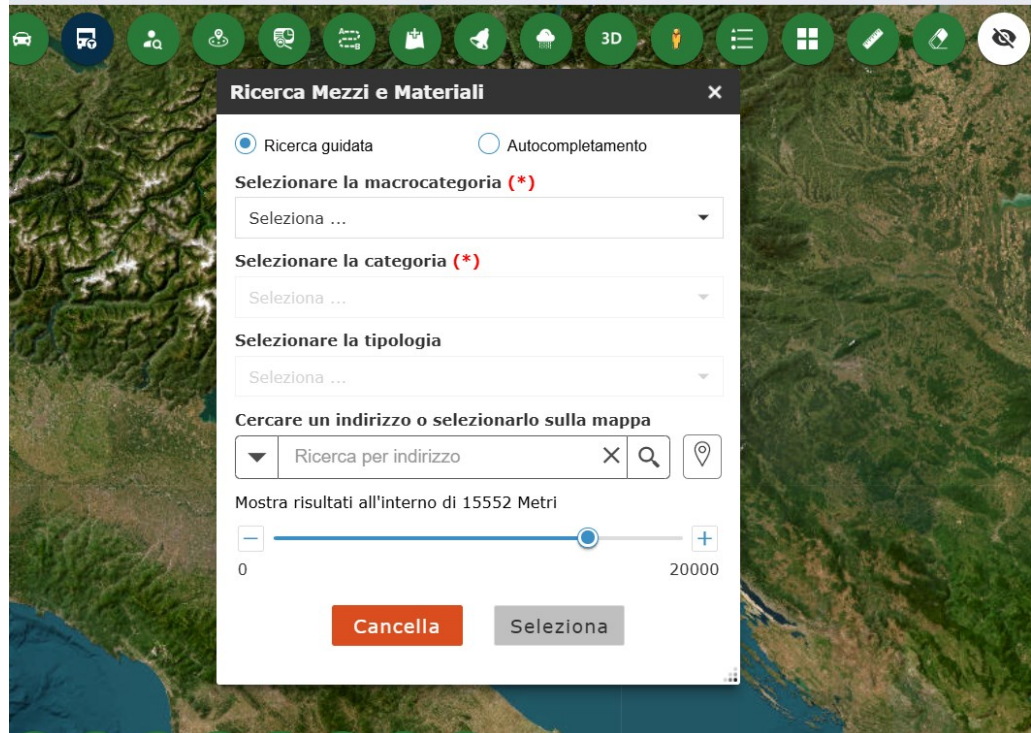 3D
Ricerca Mezzi e Materiali
Ricerca guidata Autocompletamento
Selezionare la macrocategoria (*)
Seleziona ...
Selezionare la categoria (*)
Seleziona ...
Selezionare la tipologia
Seleziona ...
Cercare un indirizzo o selezionarlo sulla mappa
Ricerca per indirizzo
Mostra risultati all'interno di 15552 Metri
0 20000
Cancella Seleziona